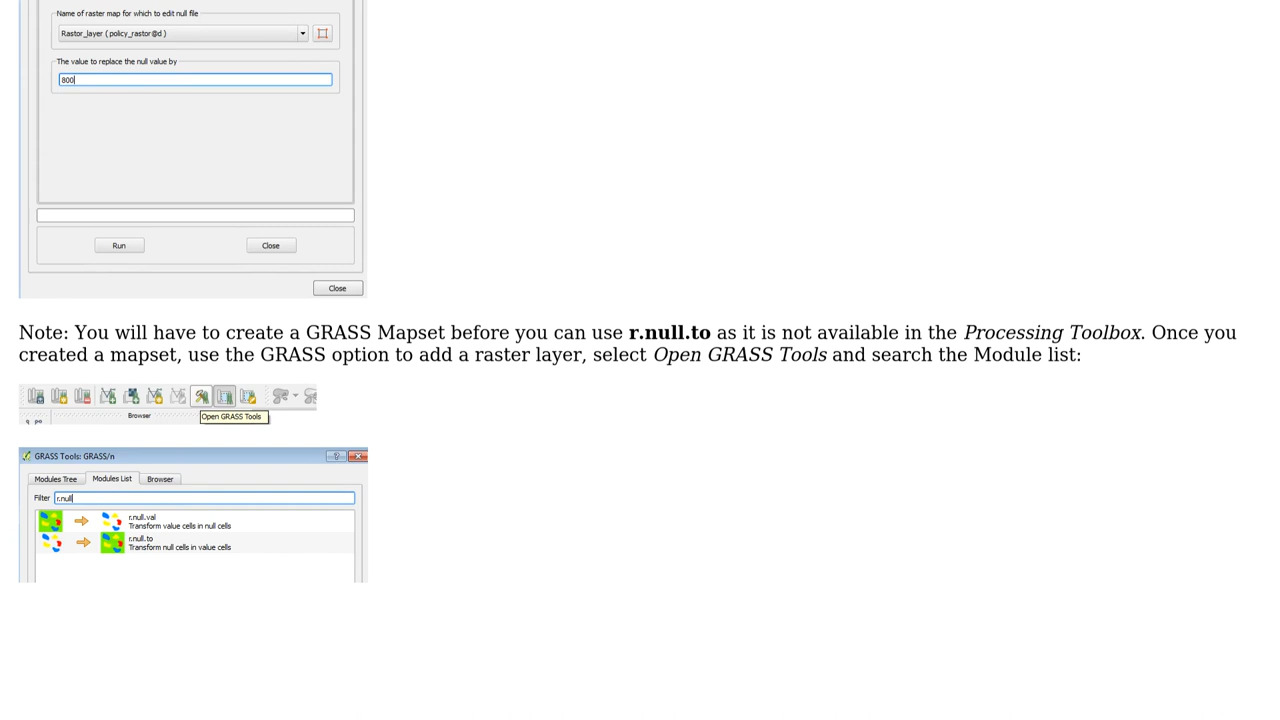 Name of raster map for which to edit null file
Rastor_layer ( policy_rastor@d )
The value to replace the null value by
800
Run Close
Close
Note: You will have to create a GRASS Mapset before you can use r.null.to as it is not available in the Processing Toolbox. Once you
created a mapset, use the GRASS option to add a raster layer, select Open GRASS Tools and search the Module list:
Browser
Open GRASS Tools
GRASS Tools: GRASS/n
Modules Tree Modules List Browser
Filter r.null
r.null.val
Transform value cells in null cells
r.null.to
Transform null cells in value cells